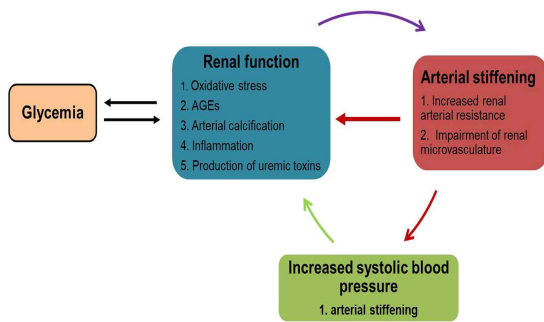 Renal function
1. Oxidative stress
2. AGEs
3. Arterial calcification
4. Inflammation
5. Production of uremic toxins
Glycemia
Arterial stiffening
1. Increased renal
arterial resistance
2. Impairment of renal
microvasculature
Increased systolic blood
pressure
1. arterial stiffening